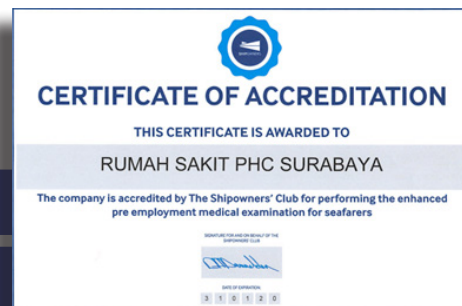 CERTIFICATE OF ACCREDITATION
THIS CERTIFICATE IS AWARDED TO
RUMAH SAKIT PHC SURABAYA
The company is accredited by The Shipowners' Club for performing the enhanced
pre employment medical examination for seafarers
SIGNATURE FOR AND ON BEHALF OF THE
SHIPOWNERS' CLUB
DATE OF EXPIRATION
3 1 0 1 2 0